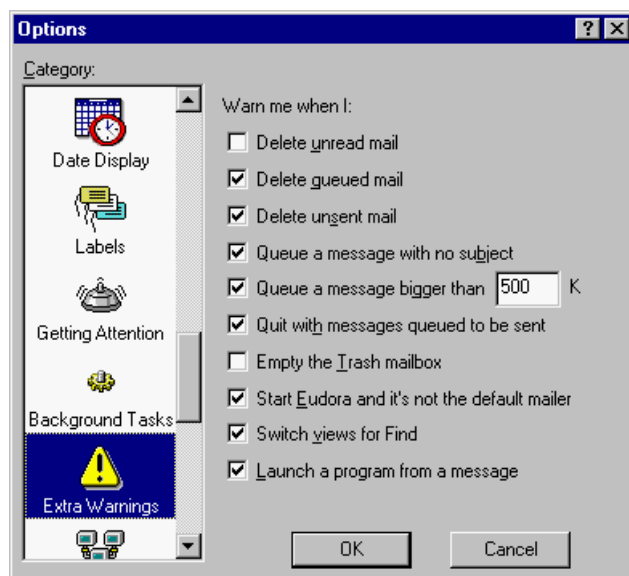 Options
Category:
Date Display
Labels
Getting Attention
Background Tasks
Extra Warnings
Warn me when I:
Delete unread mail
Delete queued mail
Delete unsent mail
Queue a message with no subject
Queue a message bigger than 500 K
Quit with messages queued to be sent
Empty the Trash mailbox
Start Eudora and it's not the default mailer
Switch views for Find
Launch a program from a message
OK
Cancel